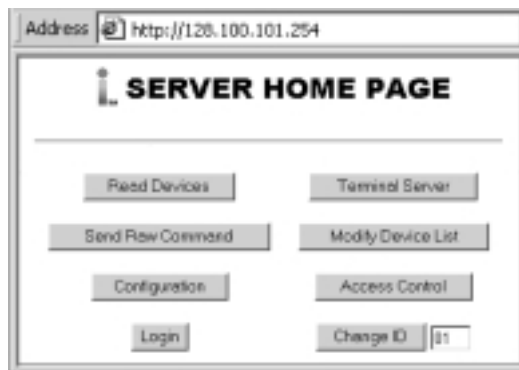 Address http://128.100.101.254
i. SERVER HOME PAGE
Read Devices Terminal Server
Send Raw Command Modify Device List
Configuration Access Control
Login Change ID 01